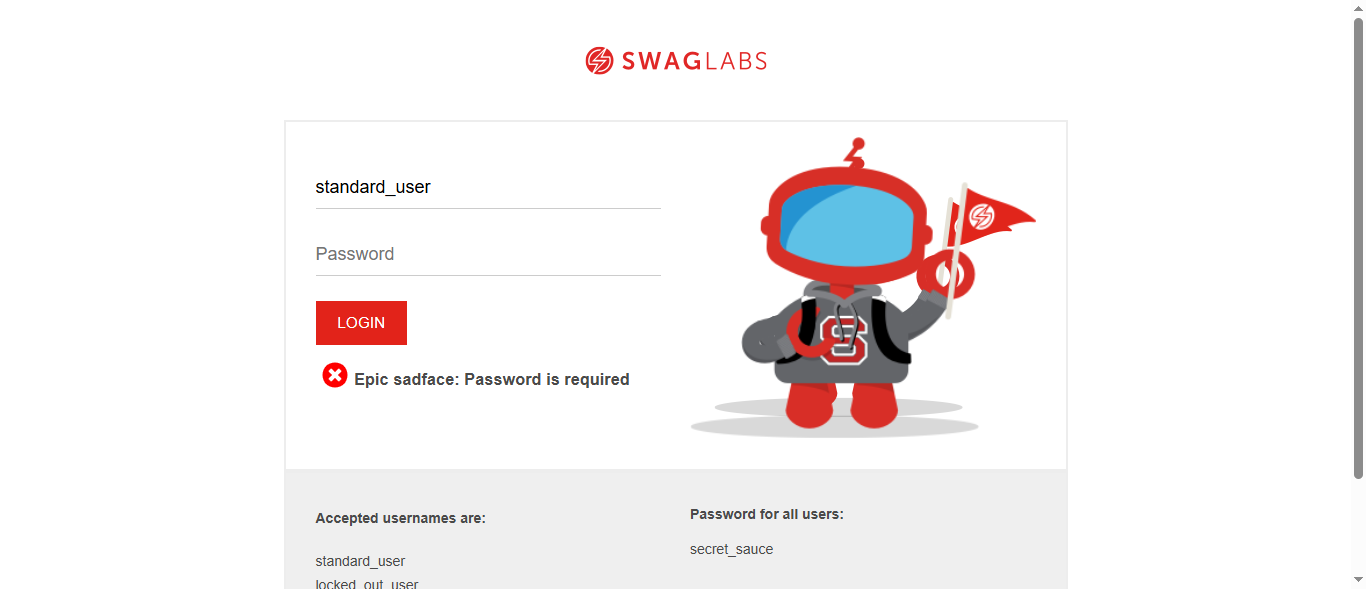 SWAGLABS
standard_user
Password
LOGIN
Epic sadface: Password is required
S
Accepted usernames are:
standard_user
locked_out_user
Password for all users:
secret_sauce